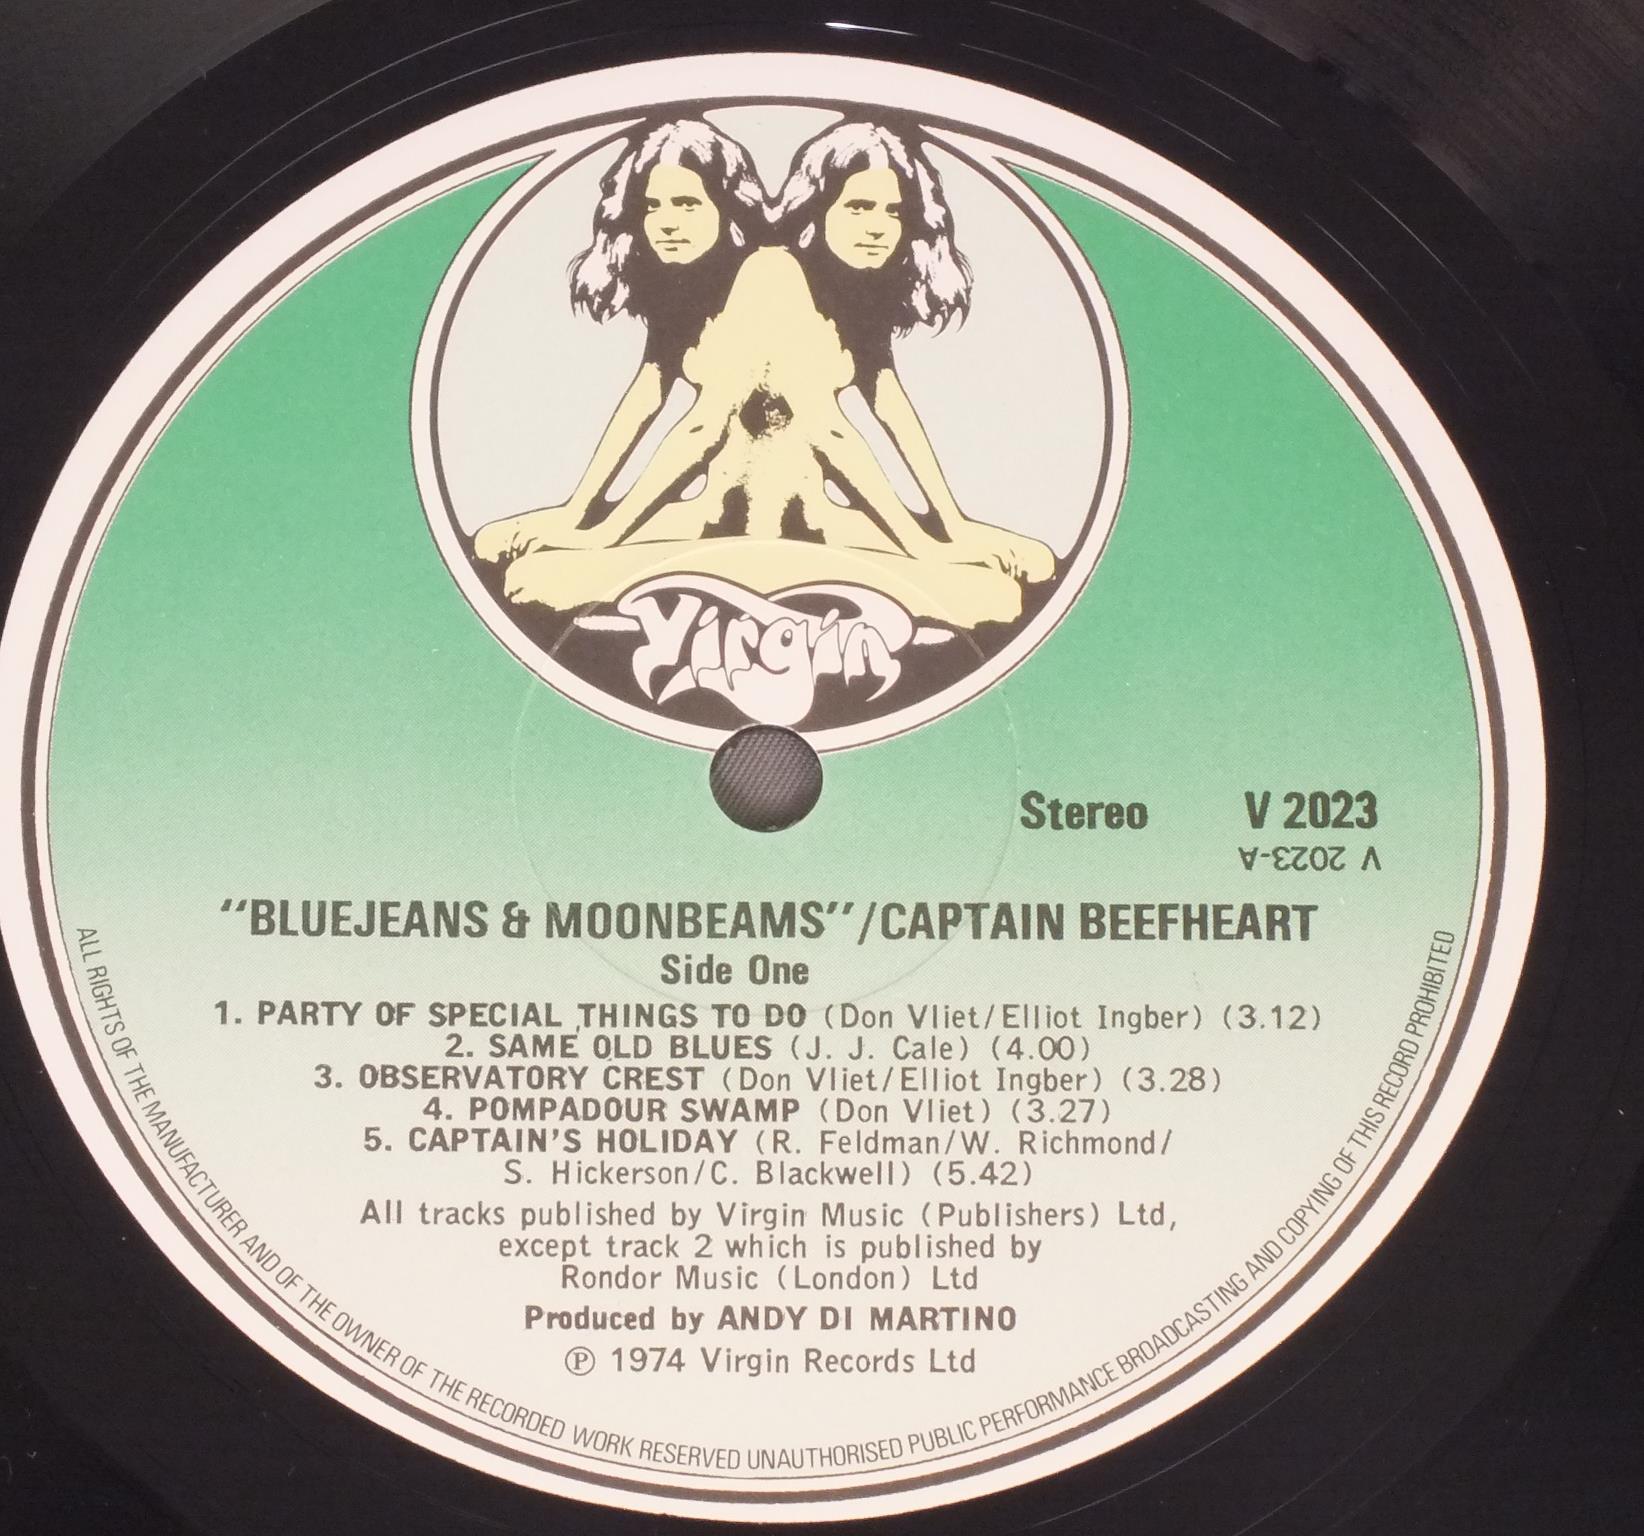 Virgin
Stereo V 2023
V 2023-A
“BLUEJEANS & MOONBEAMS”/CAPTAIN BEEFHEART
Side One
1. PARTY OF SPECIAL THINGS TO DO (Don Vliet/Elliot Ingber) (3.12)
2. SAME OLD BLUES (J. J. Cale) (4.00)
3. OBSERVATORY CREST (Don Vliet/Elliot Ingber) (3.28)
4. POMPADOUR SWAMP (Don Vliet) (3.27)
5. CAPTAIN'S HOLIDAY (R. Feldman/W. Richmond/
S. Hickerson/C. Blackwell) (5.42)
All tracks published by Virgin Music (Publishers) Ltd,
except track 2 which is published by
Rondor Music (London) Ltd
Produced by ANDY DI MARTINO
℗ 1974 Virgin Records Ltd
ALL RIGHTS OF THE MANUFACTURER AND OF THE OWNER OF THE RECORDED WORK RESERVED UNAUTHORISED PUBLIC PERFORMANCE BROADCASTING AND COPYING OF THIS RECORD PROHIBITED